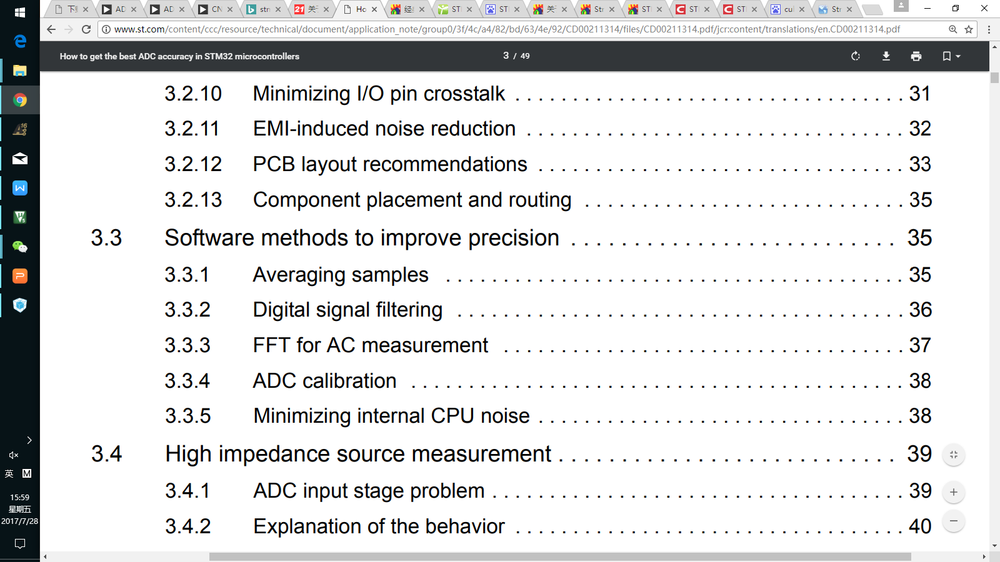 AD
AD
CN
str
21
Ho
ST
ST
Str
ST
ST
ST
cul
Str
www.st.com/content/ccc/resource/technical/document/application_note/group0/3f/4c/a4/82/bd/63/4e/92/CD00211314/files/CD00211314.pdf/jcr:content/translations/en.CD00211314.pdf
How to get the best ADC accuracy in STM32 microcontrollers
3 / 49
3.2.10 Minimizing I/O pin crosstalk . . . . . . . . . . . . . . . . . . . . . . . . . . . . . . . . . . 31
3.2.11 EMI-induced noise reduction . . . . . . . . . . . . . . . . . . . . . . . . . . . . . . . . . 32
3.2.12 PCB layout recommendations . . . . . . . . . . . . . . . . . . . . . . . . . . . . . . . . 33
3.2.13 Component placement and routing . . . . . . . . . . . . . . . . . . . . . . . . . . . . 35
3.3 Software methods to improve precision . . . . . . . . . . . . . . . . . . . . . . . . . . 35
3.3.1 Averaging samples . . . . . . . . . . . . . . . . . . . . . . . . . . . . . . . . . . . . . . . . 35
3.3.2 Digital signal filtering . . . . . . . . . . . . . . . . . . . . . . . . . . . . . . . . . . . . . . . 36
3.3.3 FFT for AC measurement . . . . . . . . . . . . . . . . . . . . . . . . . . . . . . . . . . . 37
3.3.4 ADC calibration . . . . . . . . . . . . . . . . . . . . . . . . . . . . . . . . . . . . . . . . . . . 38
3.3.5 Minimizing internal CPU noise . . . . . . . . . . . . . . . . . . . . . . . . . . . . . . . . 38
3.4 High impedance source measurement . . . . . . . . . . . . . . . . . . . . . . . . . . . 39
3.4.1 ADC input stage problem . . . . . . . . . . . . . . . . . . . . . . . . . . . . . . . . . . . . 39
3.4.2 Explanation of the behavior . . . . . . . . . . . . . . . . . . . . . . . . . . . . . . . . . . 40
英 M
15:59
星期五
2017/7/28